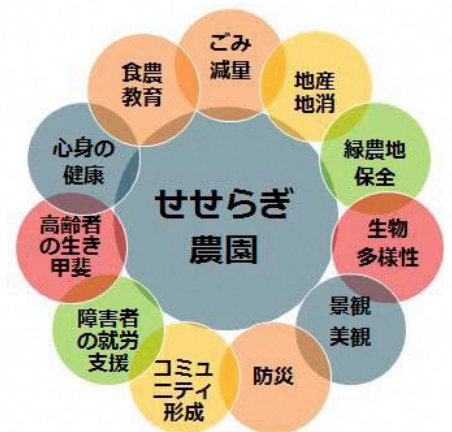 せせらぎ
農園
ごみ
減量
地産
地消
緑農地
保全
生物
多様性
景観
美観
防災
コミュ
ニティ
形成
障害者
の就労
支援
高齢者
の生き
甲斐
心身の
健康
食農
教育